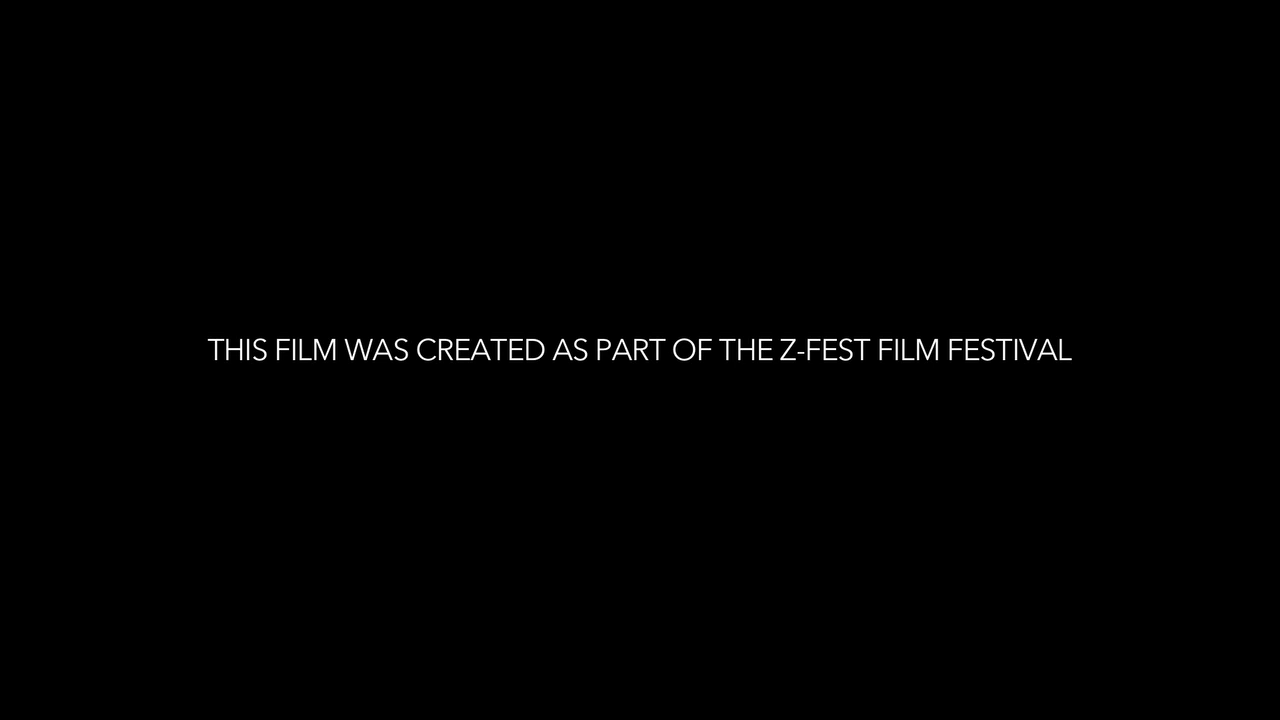 THIS FILM WAS CREATED AS PART OF THE Z-FEST FILM FESTIVAL